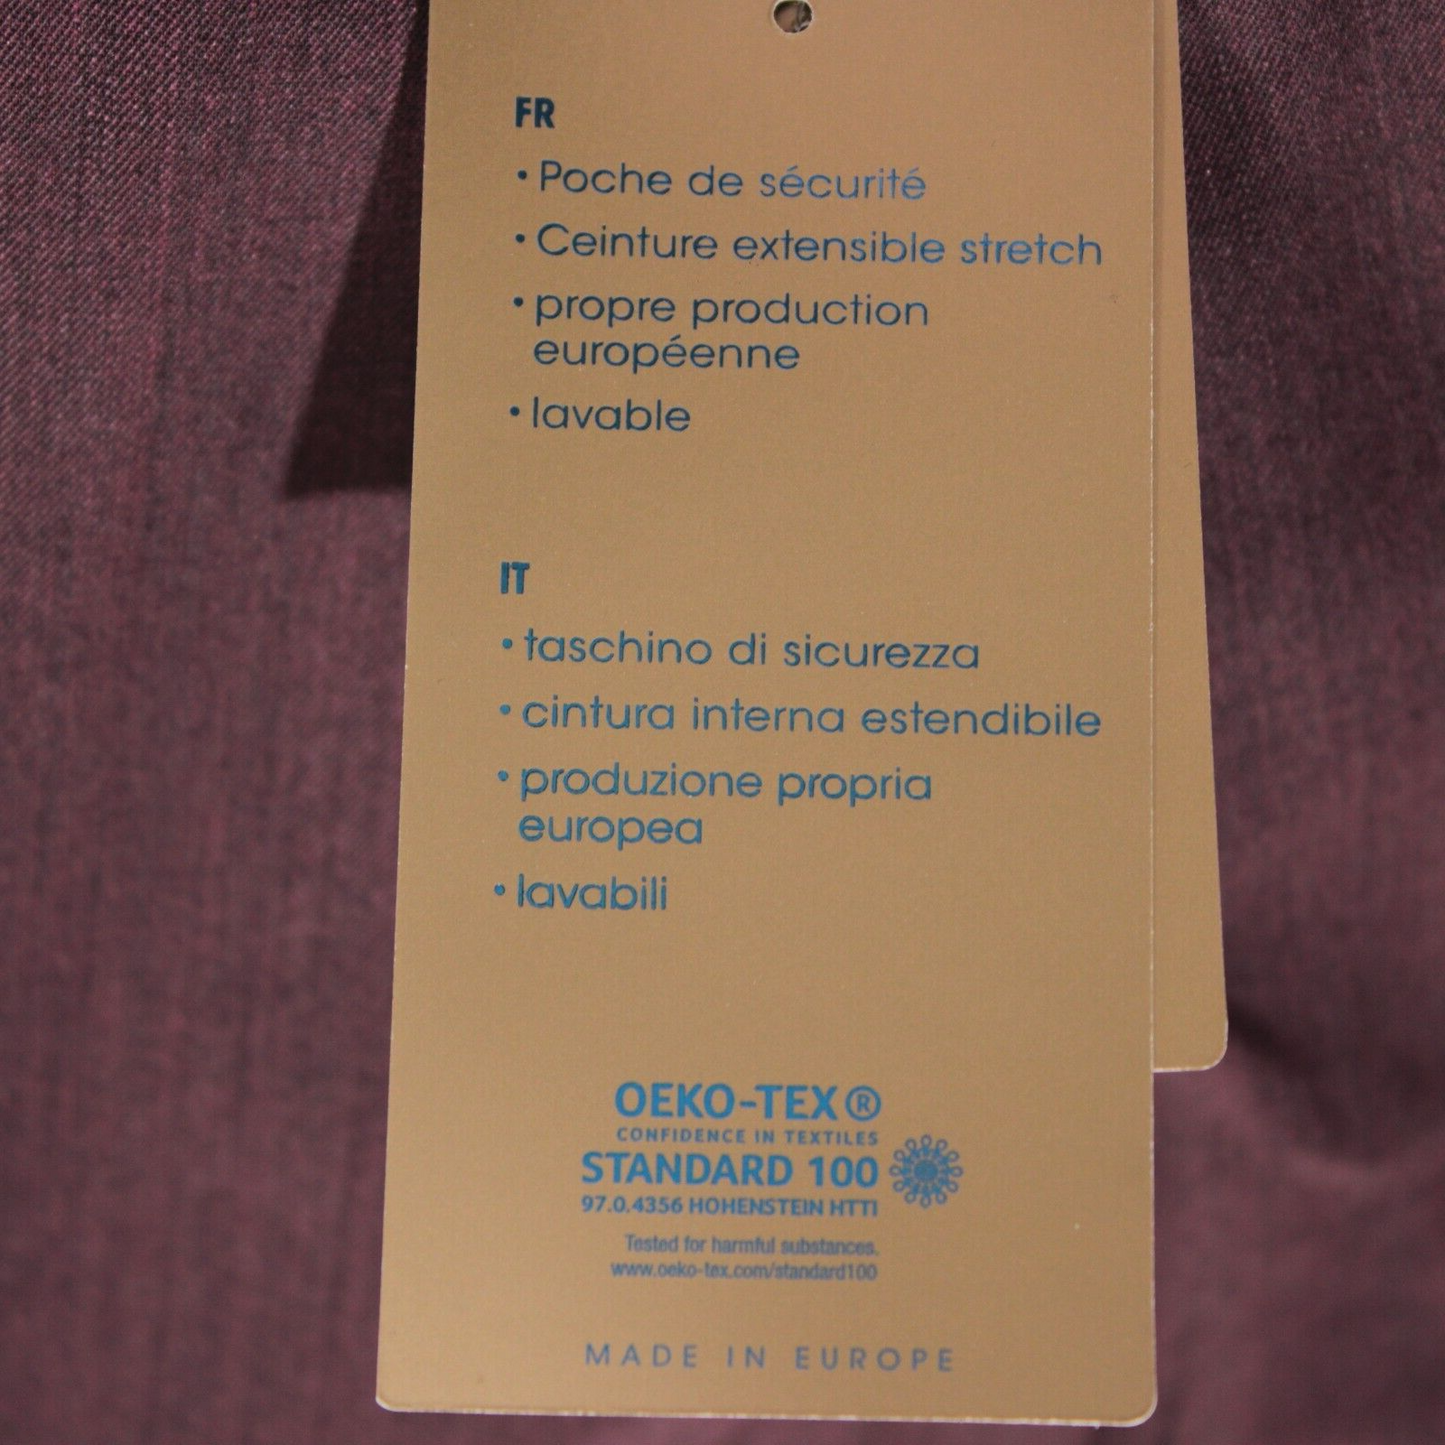 FR
• Poche de sécurité
• Ceinture extensible stretch
• propre production
européenne
• lavable
IT
• taschino di sicurezza
• cintura interna estendibile
• produzione propria
europea
• lavabili
OEKO-TEX®
CONFIDENCE IN TEXTILES
STANDARD 100
97.0.4356 HOHENSTEIN HTTI
Tested for harmful substances.
www.oeko-tex.com/standard100
MADE IN EUROPE